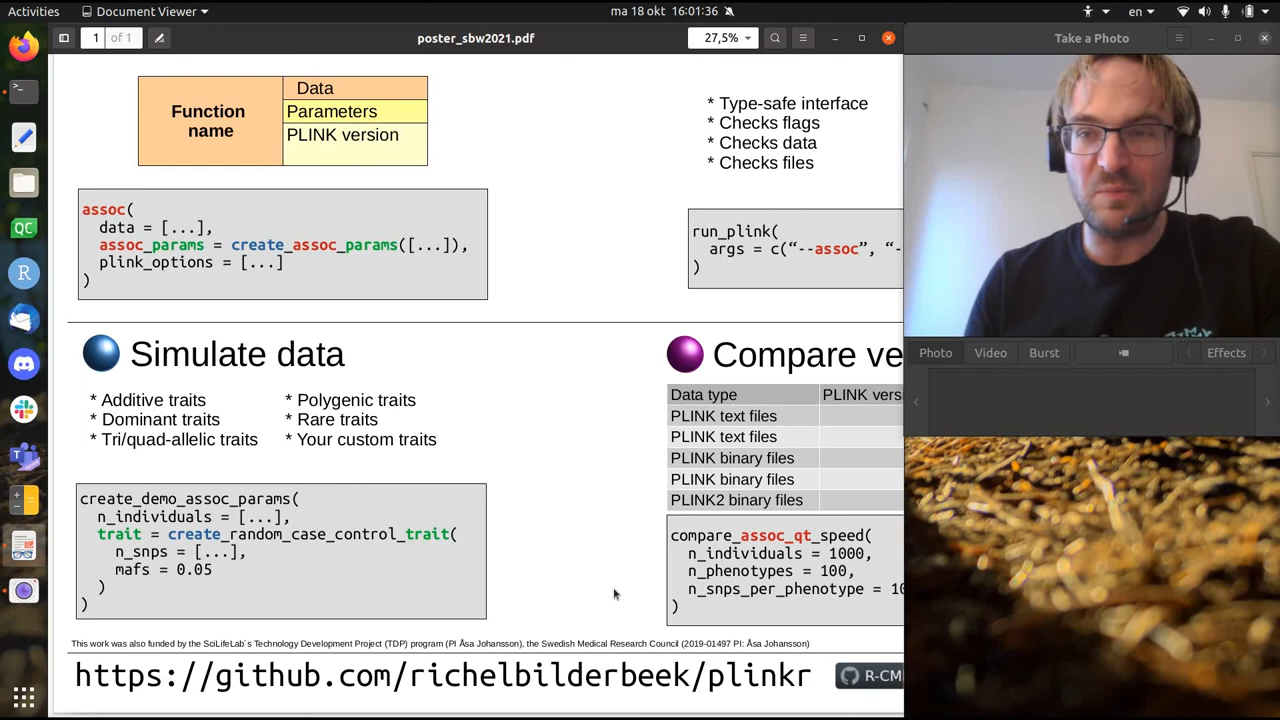 Activities
Document Viewer
ma 18 okt 16:01:36
en
1
of 1
poster_sbw2021.pdf
27,5%
Take a Photo
Function
name
Data
Parameters
PLINK version
* Type-safe interface
* Checks flags
* Checks data
* Checks files
assoc(
data = [...],
assoc_params = create_assoc_params([...]),
plink_options = [...]
)
run_plink(
args = c(“--assoc”, “-
)
Simulate data
* Additive traits
* Dominant traits
* Tri/quad-allelic traits
* Polygenic traits
* Rare traits
* Your custom traits
create_demo_assoc_params(
n_individuals = [...],
trait = create_random_case_control_trait(
n_snps = [...],
mafs = 0.05
)
)
Compare ve
Data type PLINK vers
PLINK text files
PLINK text files
PLINK binary files
PLINK binary files
PLINK2 binary files
compare_assoc_qt_speed(
n_individuals = 1000,
n_phenotypes = 100,
n_snps_per_phenotype = 10
)
Photo
Video
Burst
Effects
This work was also funded by the SciLifeLab´s Technology Development Project (TDP) program (PI Åsa Johansson), the Swedish Medical Research Council (2019-01497 PI: Åsa Johansson)
https://github.com/richelbilderbeek/plinkr
R-CM
QC
R